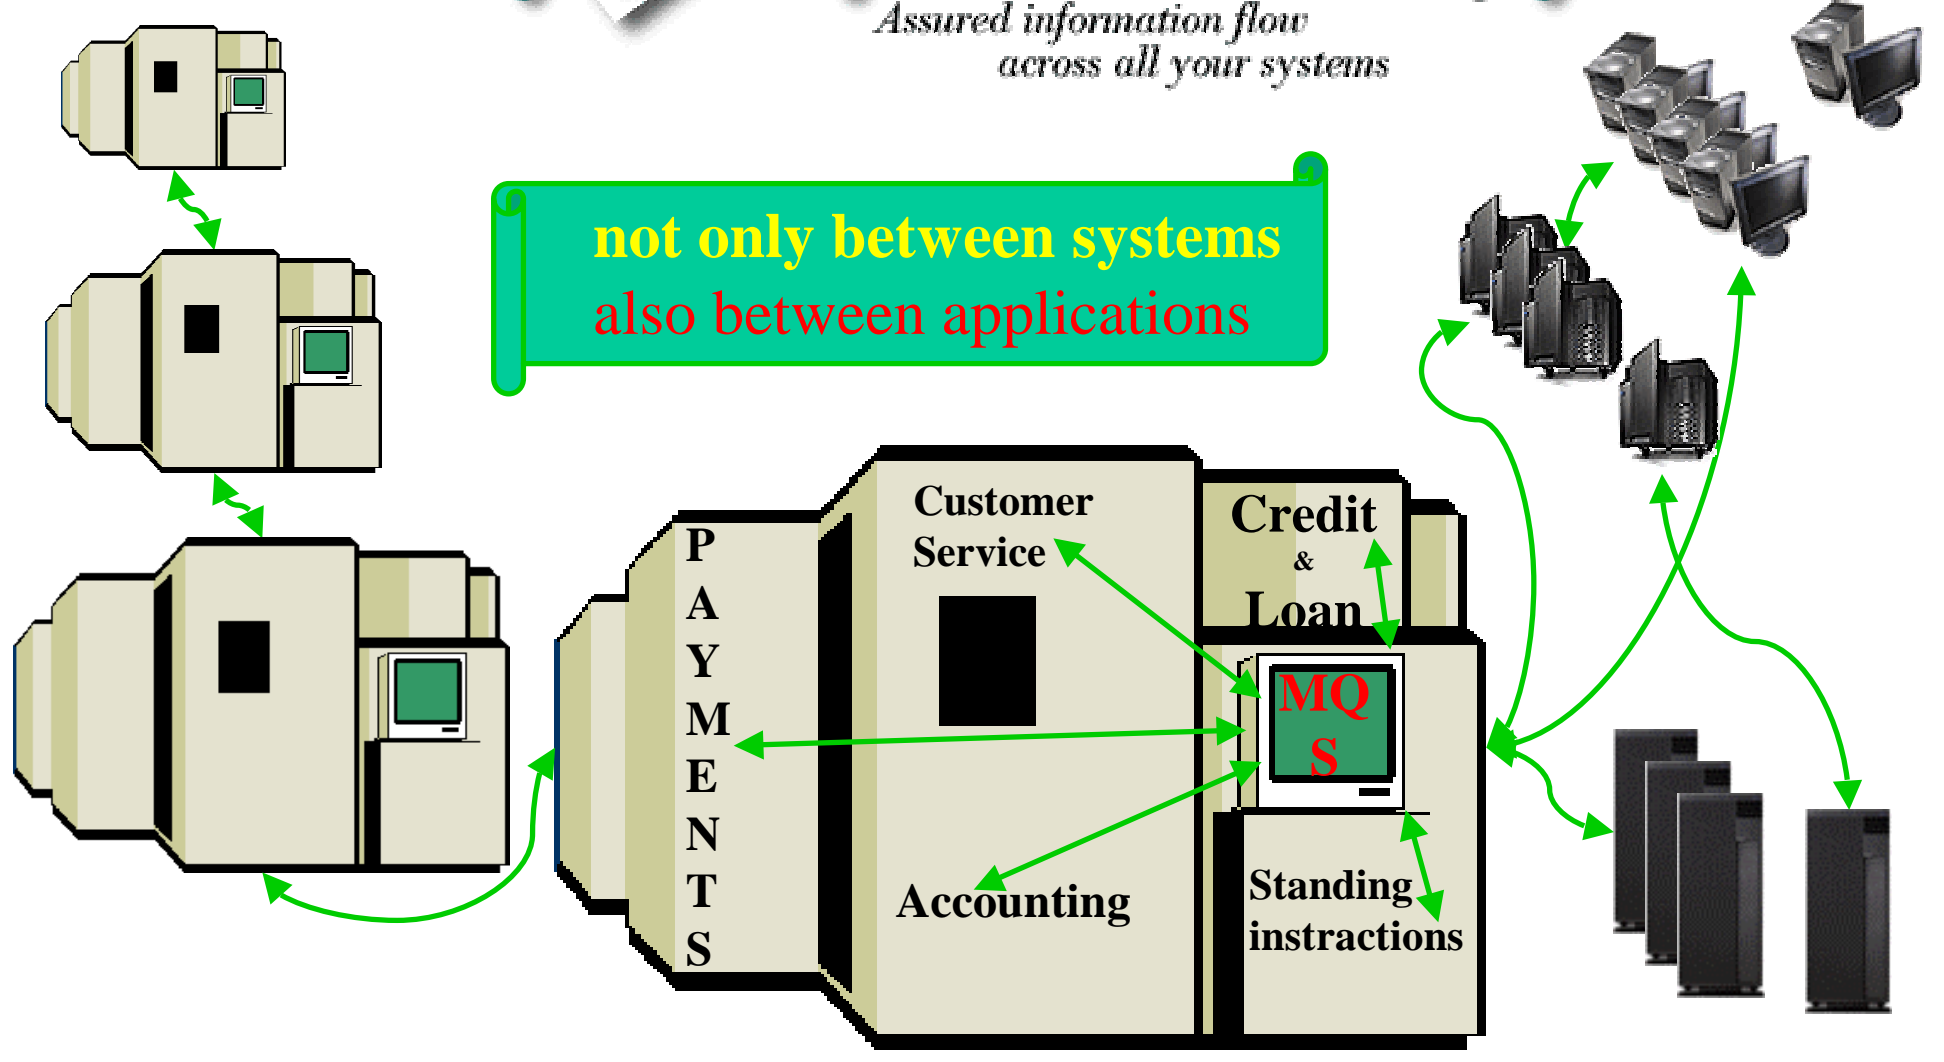 Assured information flow
across all your systems
not only between systems
also between applications
PAYMENTS
Customer
Service
Credit
&
Loan
MQ
S
Accounting
Standing
instractions